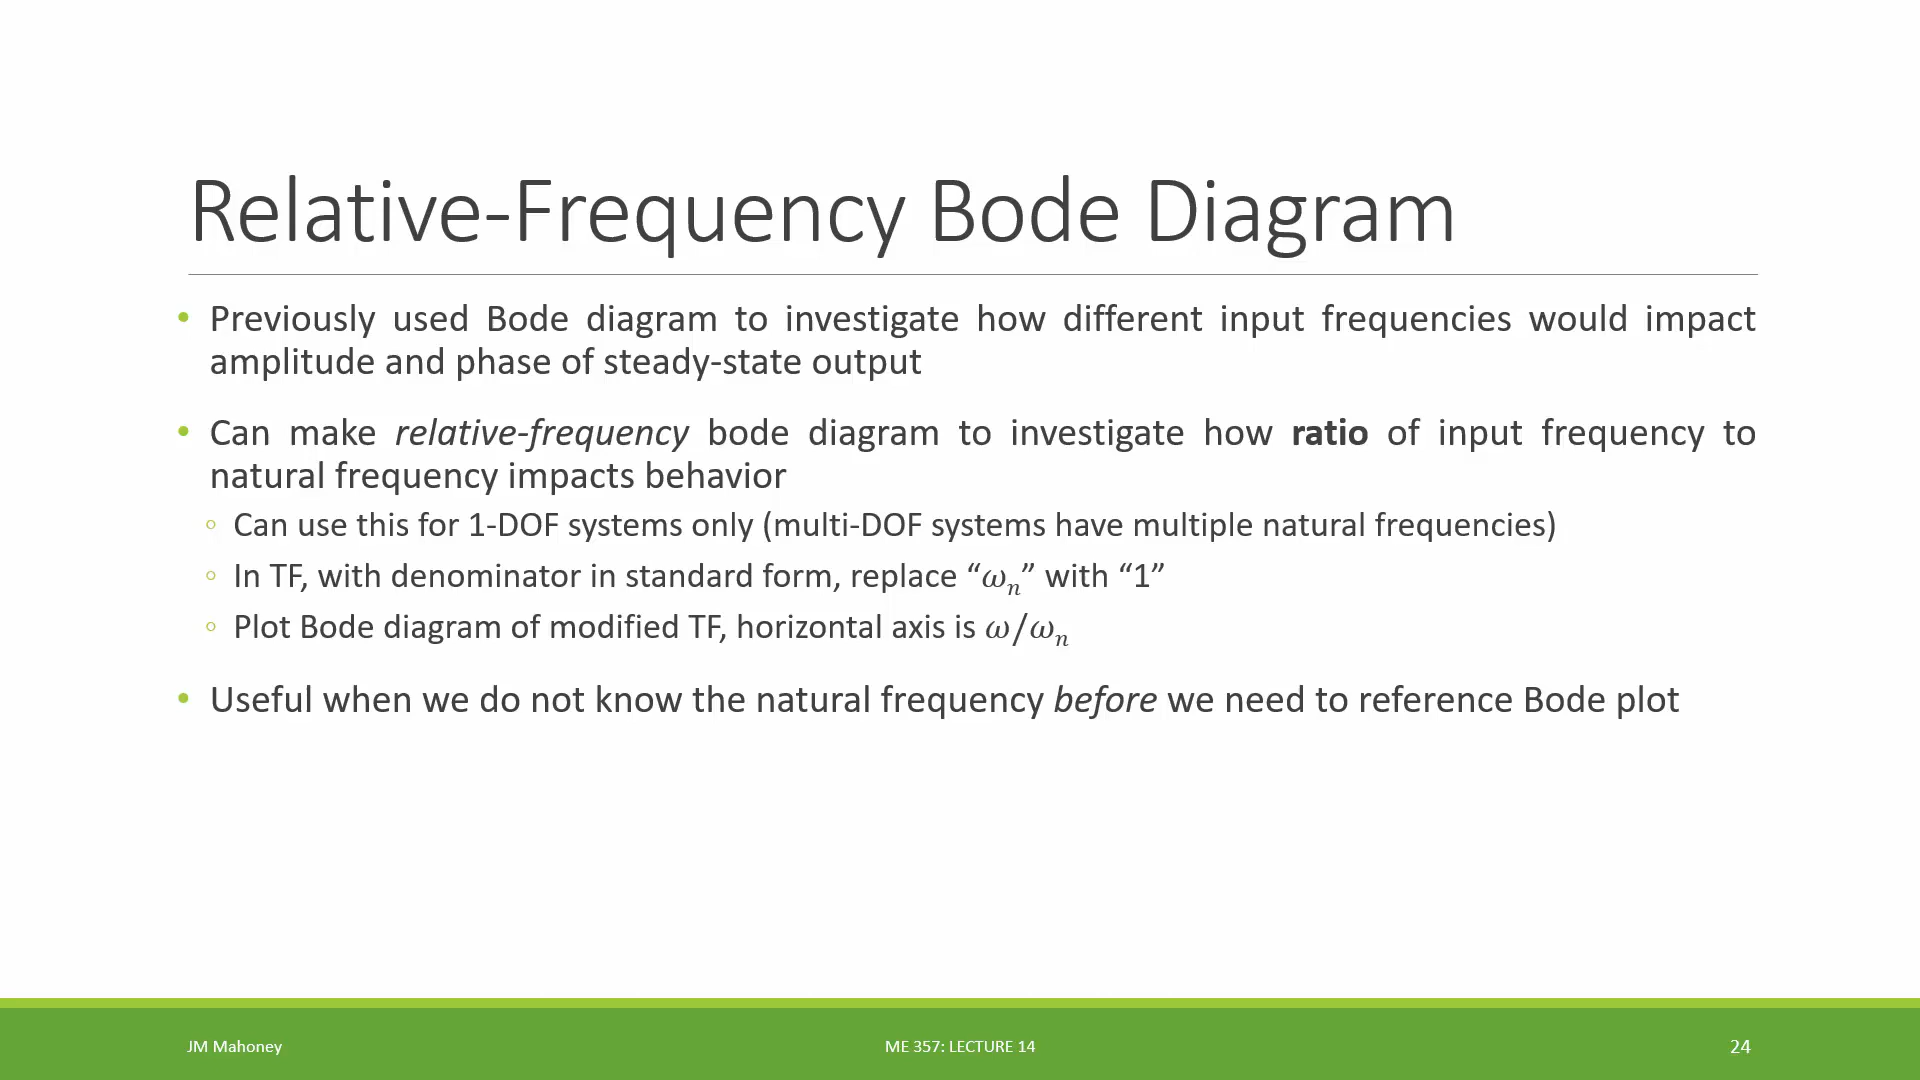 Relative-Frequency Bode Diagram
• Previously used Bode diagram to investigate how different input frequencies would impact
amplitude and phase of steady-state output
• Can make relative-frequency bode diagram to investigate how ratio of input frequency to
natural frequency impacts behavior
◦ Can use this for 1-DOF systems only (multi-DOF systems have multiple natural frequencies)
◦ In TF, with denominator in standard form, replace “ωₙ” with “1”
◦ Plot Bode diagram of modified TF, horizontal axis is ω/ωₙ
• Useful when we do not know the natural frequency before we need to reference Bode plot
JM Mahoney
ME 357: LECTURE 14
24